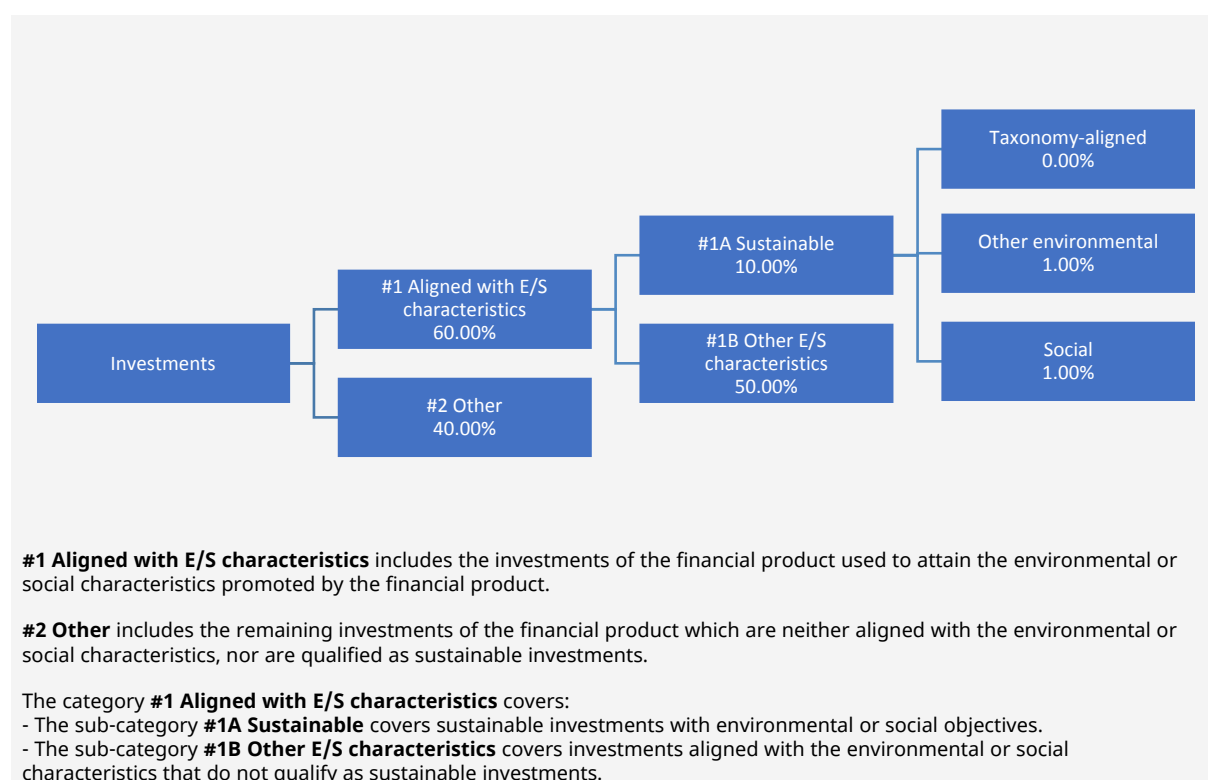 Taxonomy-aligned
0.00%
#1A Sustainable
10.00%
Other environmental
1.00%
#1 Aligned with E/S
characteristics
60.00%
Investments
#1B Other E/S
characteristics
50.00%
Social
1.00%
#2 Other
40.00%
#1 Aligned with E/S characteristics includes the investments of the financial product used to attain the environmental or
social characteristics promoted by the financial product.
#2 Other includes the remaining investments of the financial product which are neither aligned with the environmental or
social characteristics, nor are qualified as sustainable investments.
The category #1 Aligned with E/S characteristics covers:
- The sub-category #1A Sustainable covers sustainable investments with environmental or social objectives.
- The sub-category #1B Other E/S characteristics covers investments aligned with the environmental or social
characteristics that do not qualify as sustainable investments.